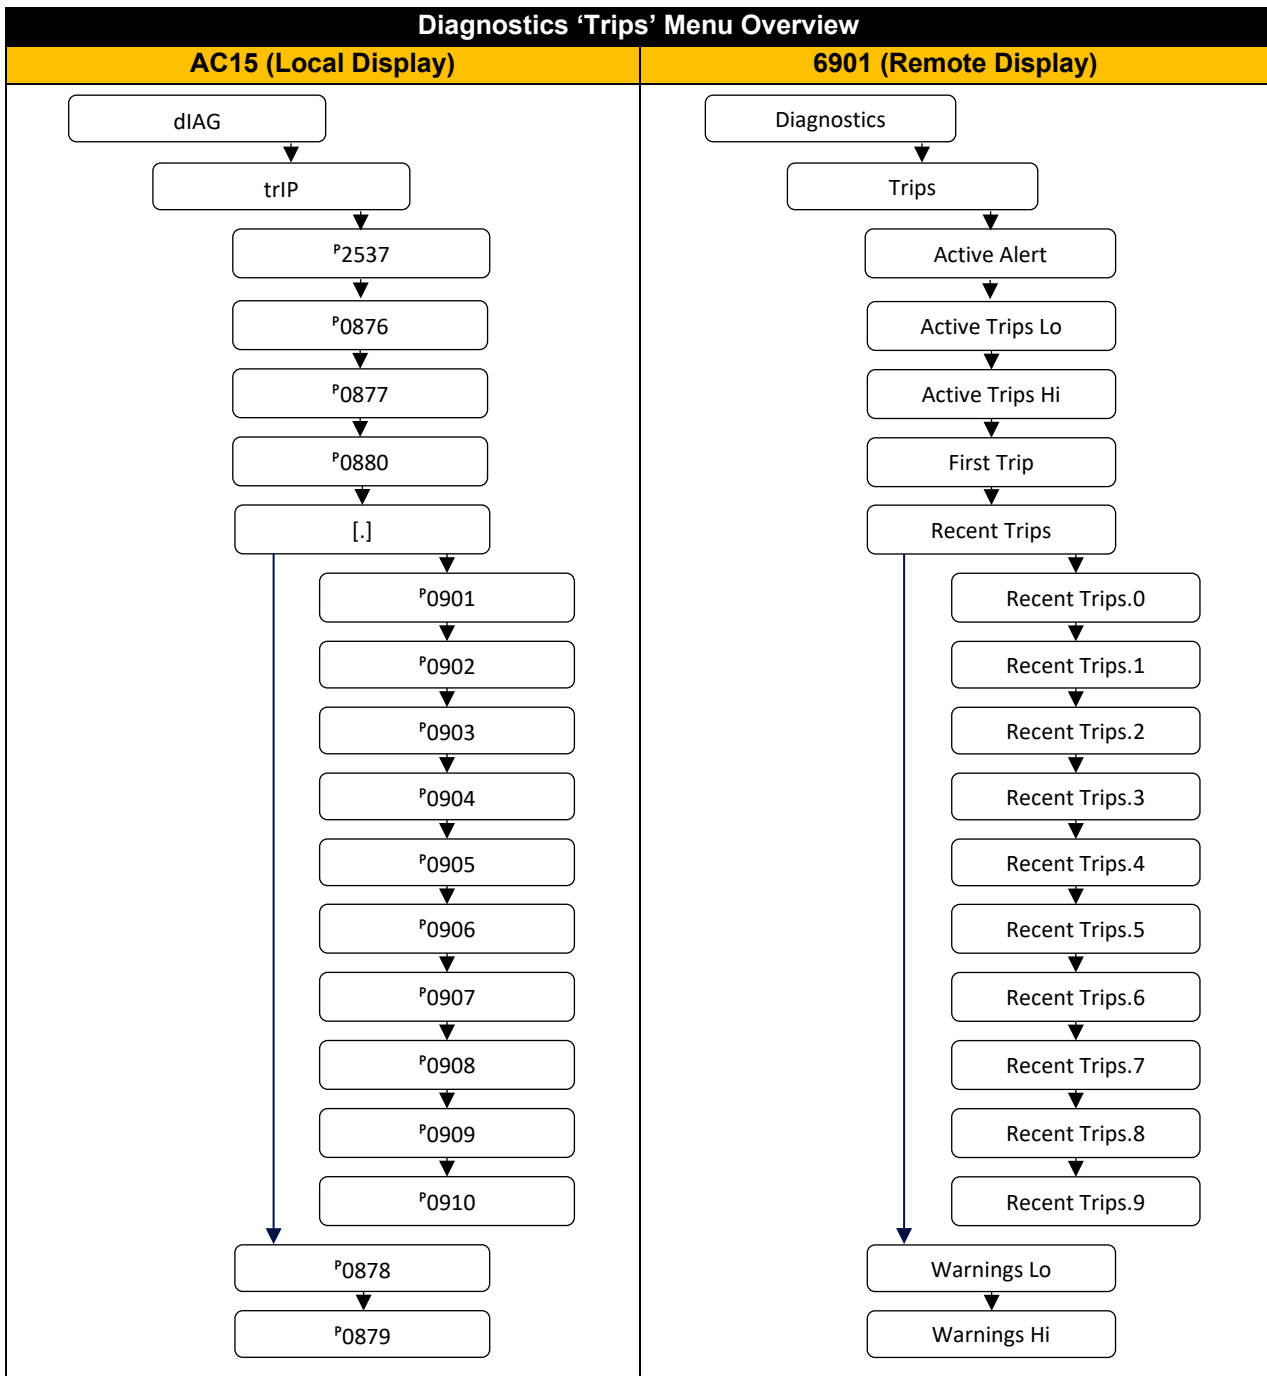 Diagnostics ‘Trips’ Menu Overview
AC15 (Local Display)
6901 (Remote Display)
dIAG
trIP
ᴾ2537
ᴾ0876
ᴾ0877
ᴾ0880
[.]
ᴾ0901
ᴾ0902
ᴾ0903
ᴾ0904
ᴾ0905
ᴾ0906
ᴾ0907
ᴾ0908
ᴾ0909
ᴾ0910
ᴾ0878
ᴾ0879
Diagnostics
Trips
Active Alert
Active Trips Lo
Active Trips Hi
First Trip
Recent Trips
Recent Trips.0
Recent Trips.1
Recent Trips.2
Recent Trips.3
Recent Trips.4
Recent Trips.5
Recent Trips.6
Recent Trips.7
Recent Trips.8
Recent Trips.9
Warnings Lo
Warnings Hi